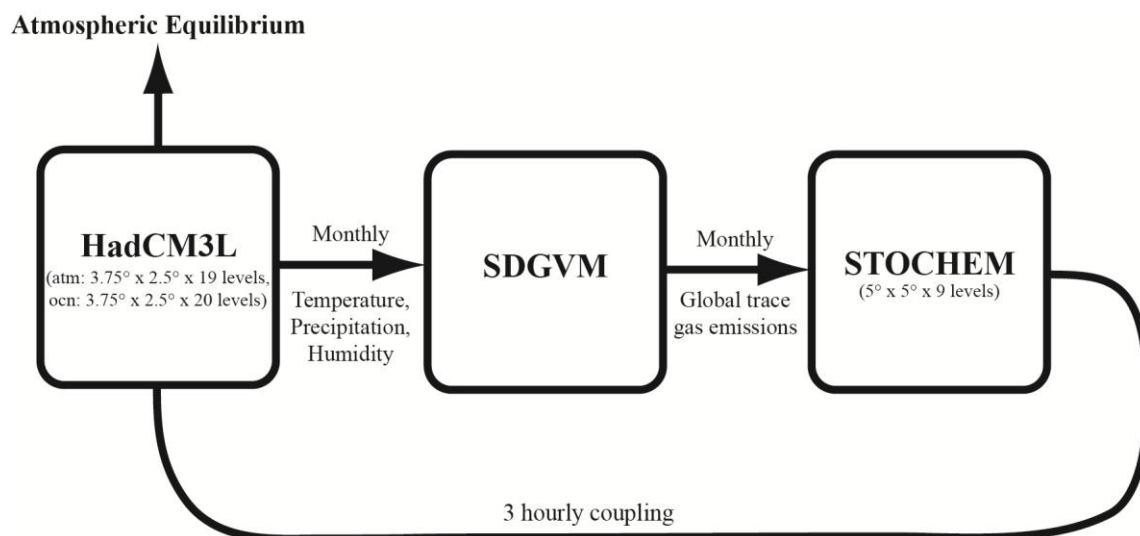 Atmospheric Equilibrium
HadCM3L
(atm: 3.75° x 2.5° x 19 levels,
ocn: 3.75° x 2.5° x 20 levels)
Monthly
Temperature,
Precipitation,
Humidity
SDGVM
Monthly
Global trace
gas emissions
STOCHEM
(5° x 5° x 9 levels)
3 hourly coupling